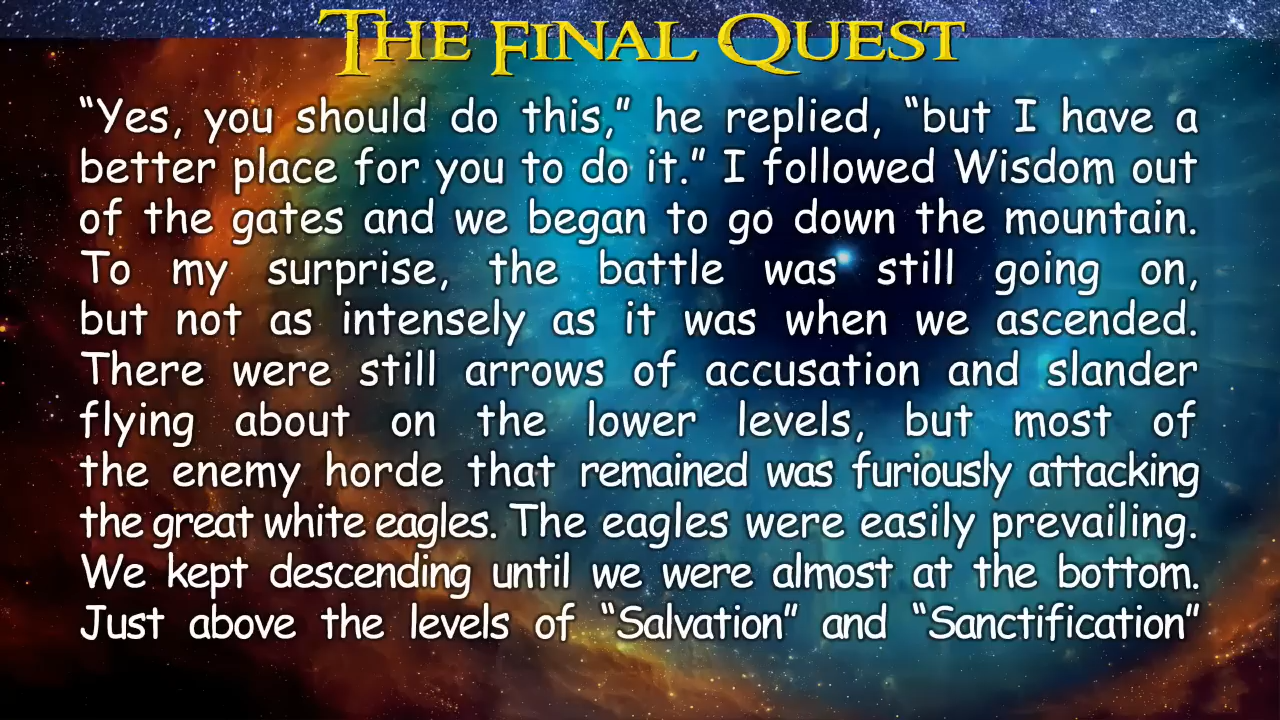 The Final Quest
“Yes, you should do this,” he replied, “but I have a
better place for you to do it.” I followed Wisdom out
of the gates and we began to go down the mountain.
To my surprise, the battle was still going on,
but not as intensely as it was when we ascended.
There were still arrows of accusation and slander
flying about on the lower levels, but most of
the enemy horde that remained was furiously attacking
the great white eagles. The eagles were easily prevailing.
We kept descending until we were almost at the bottom.
Just above the levels of “Salvation” and “Sanctification”